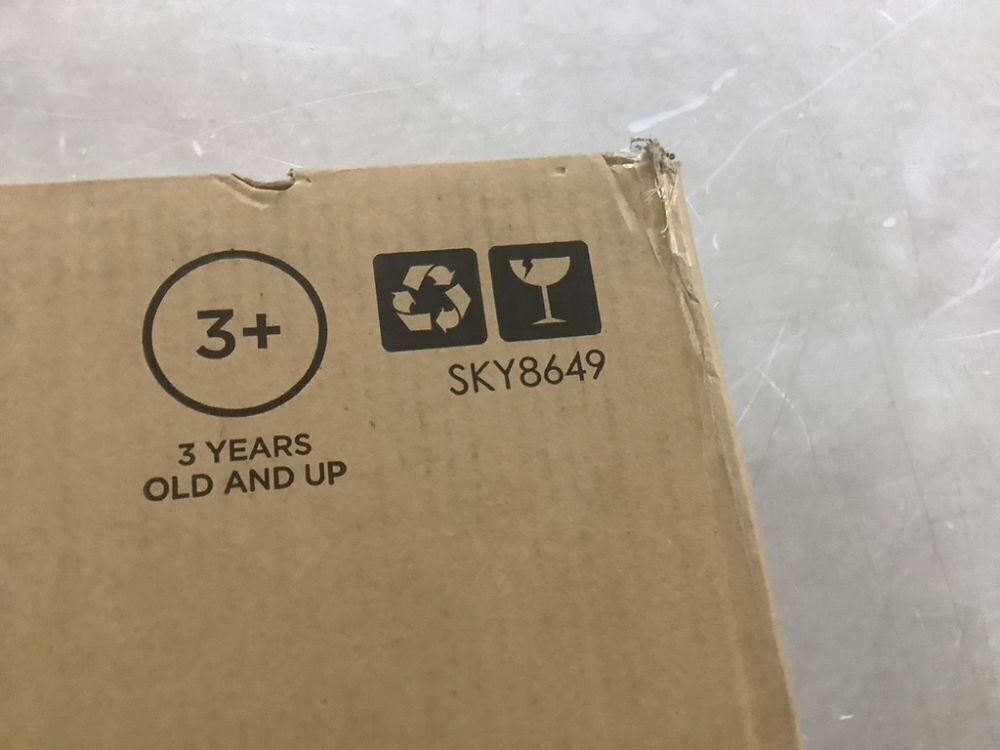 3+
3 YEARS
OLD AND UP
SKY8649